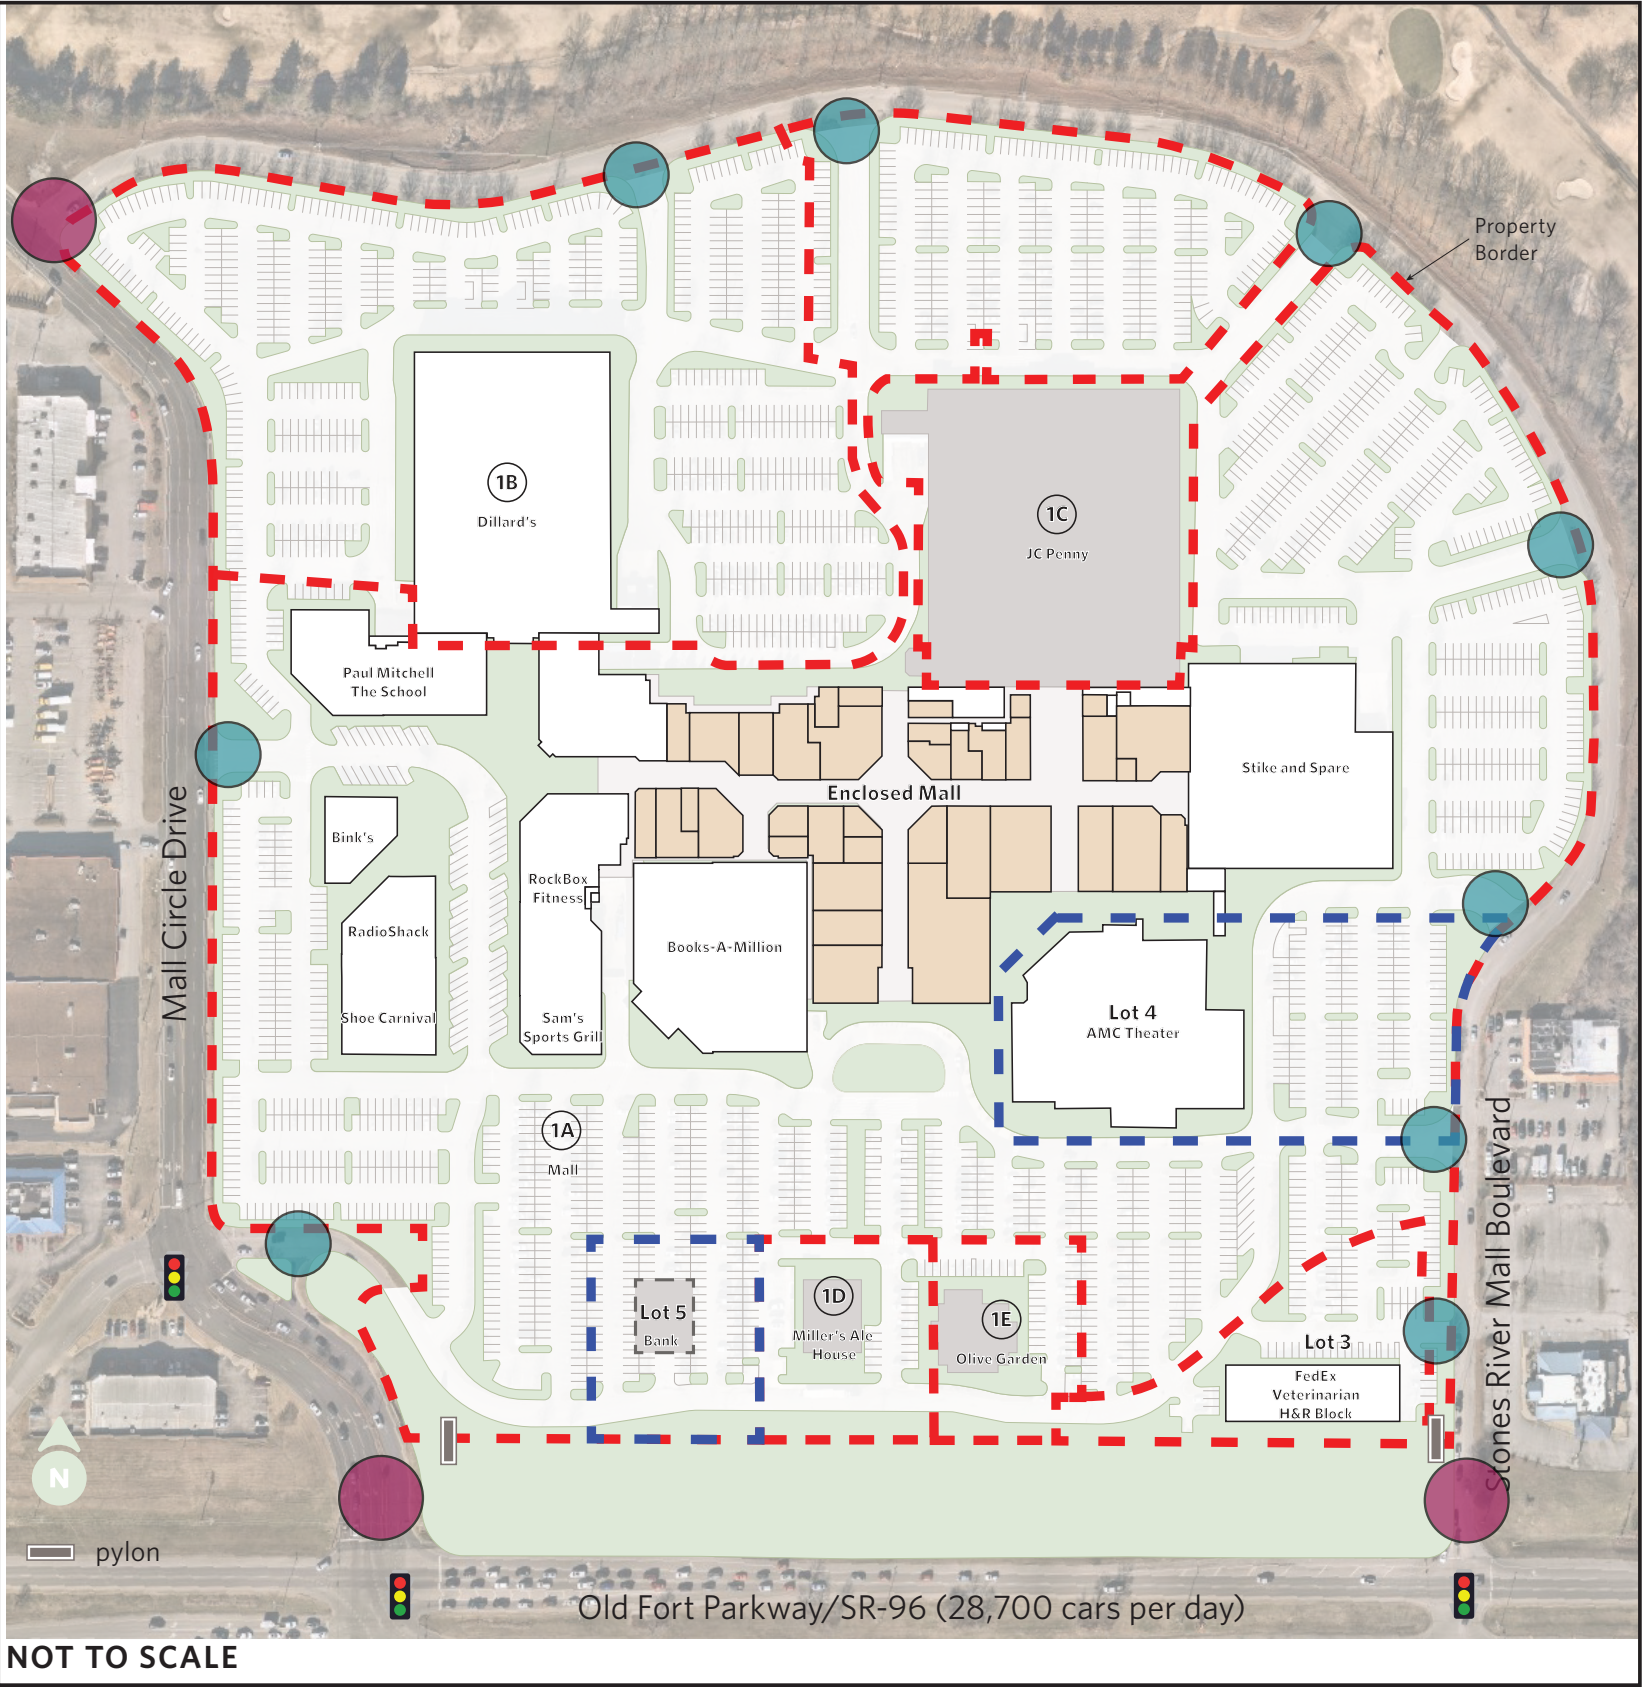 Property
Border
1B
Dillard's
1C
JC Penny
Paul Mitchell
The School
Stike and Spare
Enclosed Mall
Mall Circle Drive
Bink's
RockBox
Fitness
RadioShack
Books-A-Million
Lot 4
AMC Theater
Shoe Carnival
Sam's
Sports Grill
1A
Mall
Stones River Mall Boulevard
Lot 5
Bank
1D
Miller's Ale
House
1E
Olive Garden
Lot 3
FedEx
Veterinarian
H&R Block
N
pylon
Old Fort Parkway/SR-96 (28,700 cars per day)
NOT TO SCALE